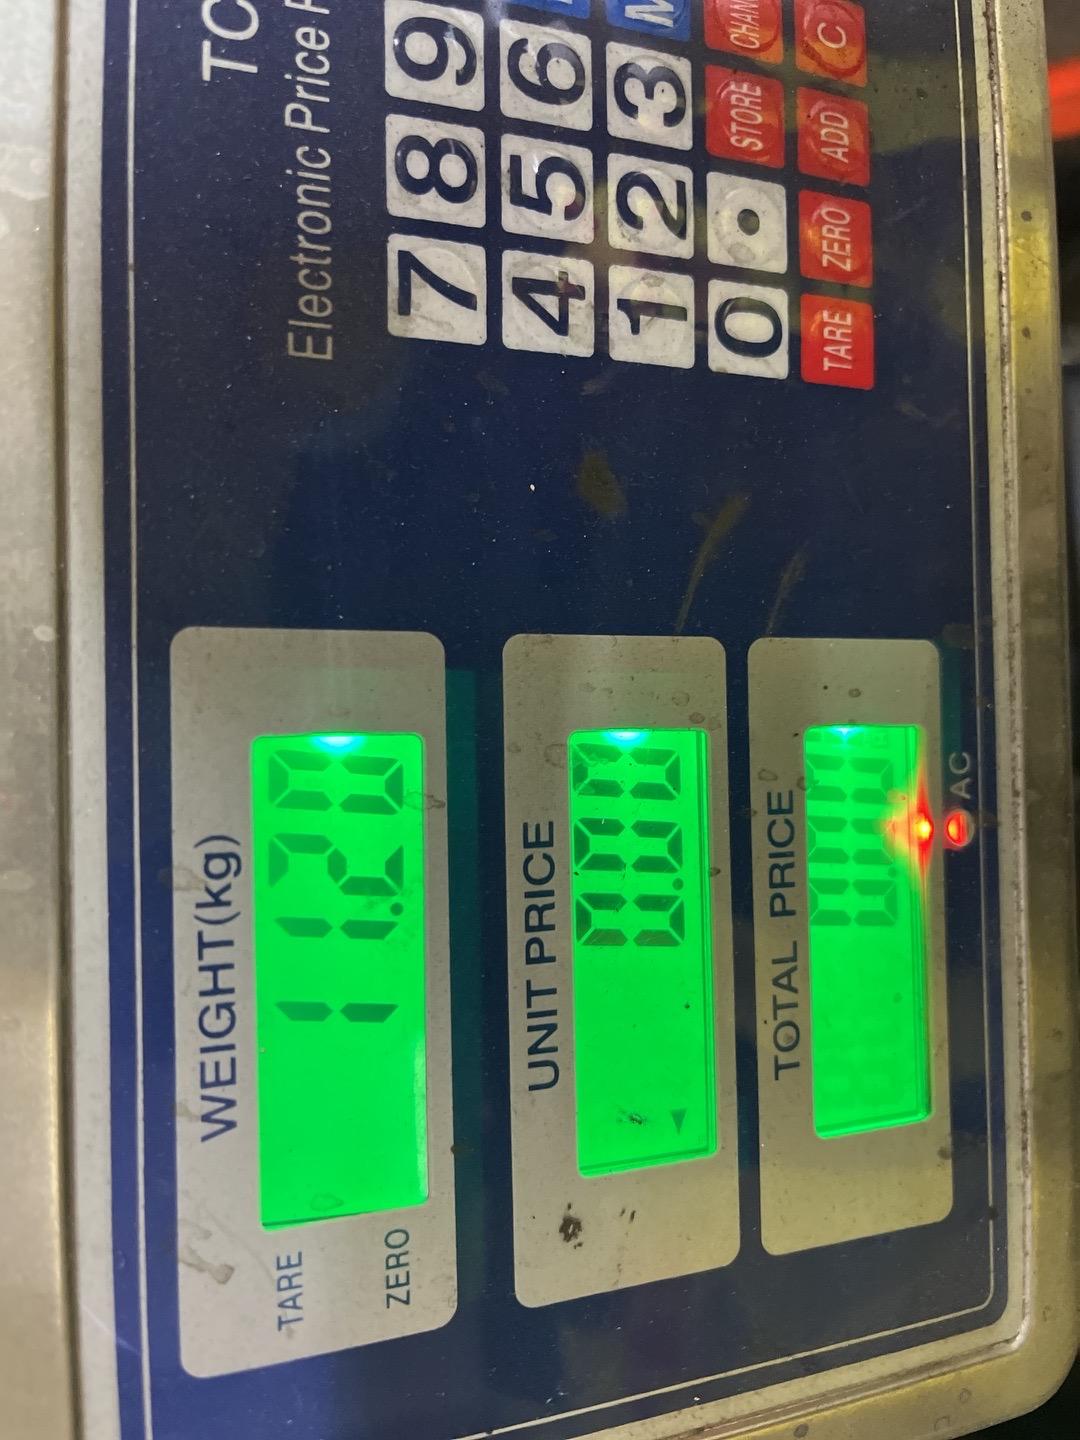 WEIGHT(kg)
TARE
ZERO
11.20
UNIT PRICE
0.00
TOTAL PRICE
0.00
AC
TC
Electronic Price
7 8 9
4 5 6
1 2 3 M
0 . STORE CHAN
TARE ZERO ADD C